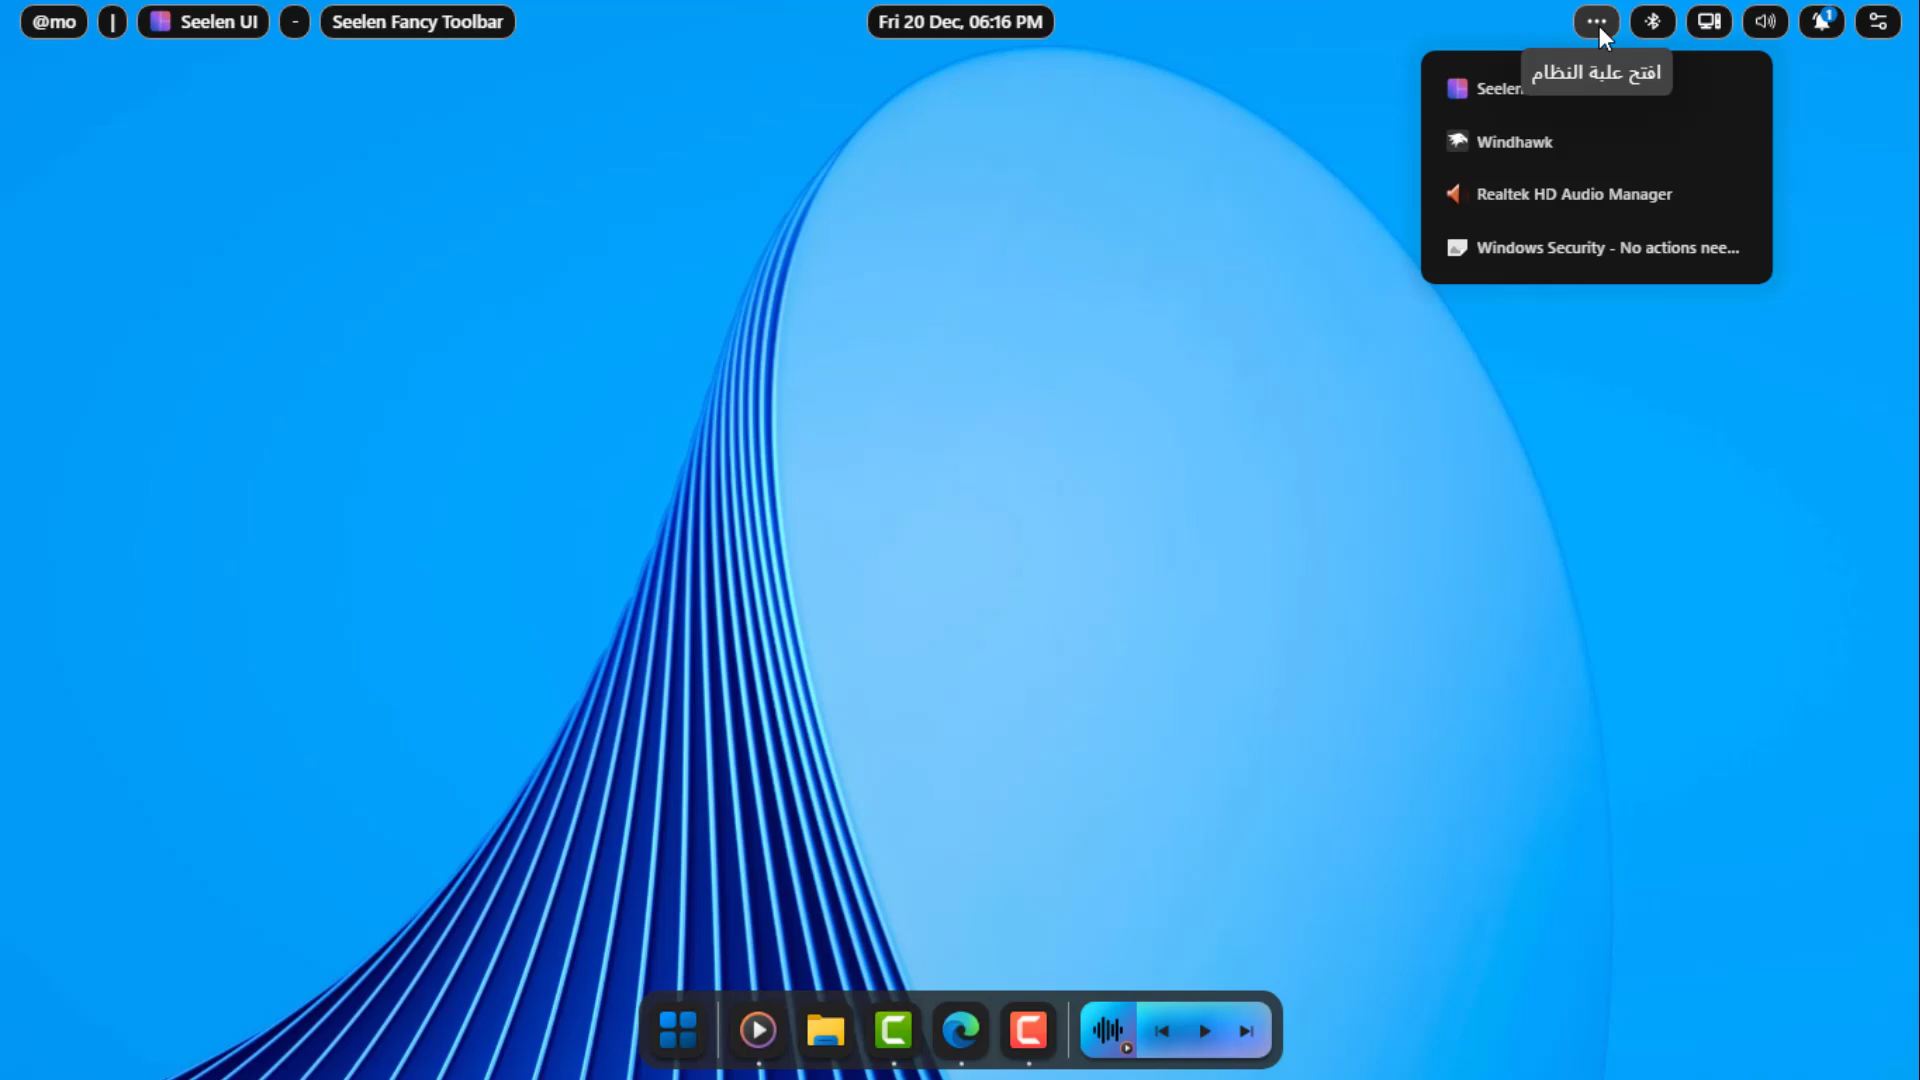 @mo | Seelen UI - Seelen Fancy Toolbar
Fri 20 Dec, 06:16 PM
1
افتح علبة النظام
Seelen
Windhawk
Realtek HD Audio Manager
Windows Security - No actions nee...